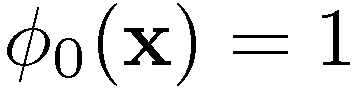 ϕ₀(𝐱) = 1